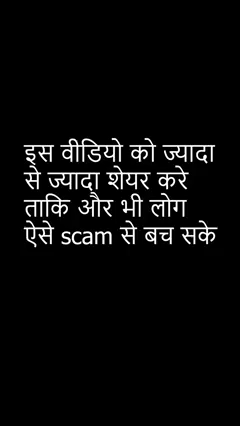 इस वीडियो को ज्यादा
से ज्यादा शेयर करे
ताकि और भी लोग
ऐसे scam से बच सके